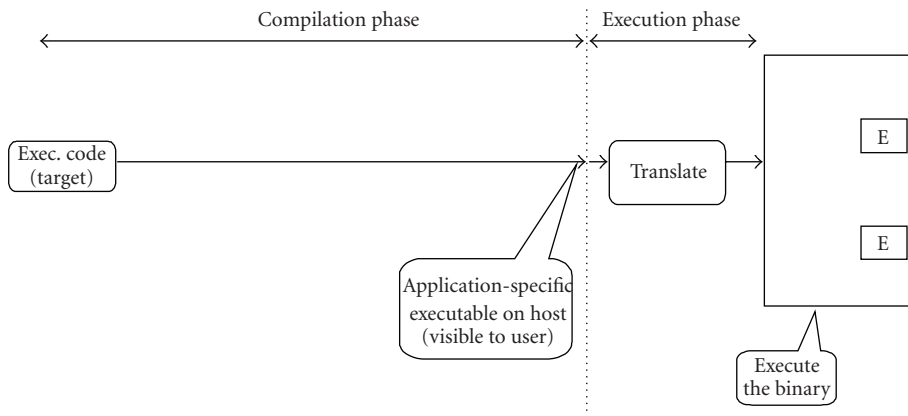 Compilation phase
Execution phase
Exec. code
(target)
Translate
E
E
Application-specific
executable on host
(visible to user)
Execute
the binary